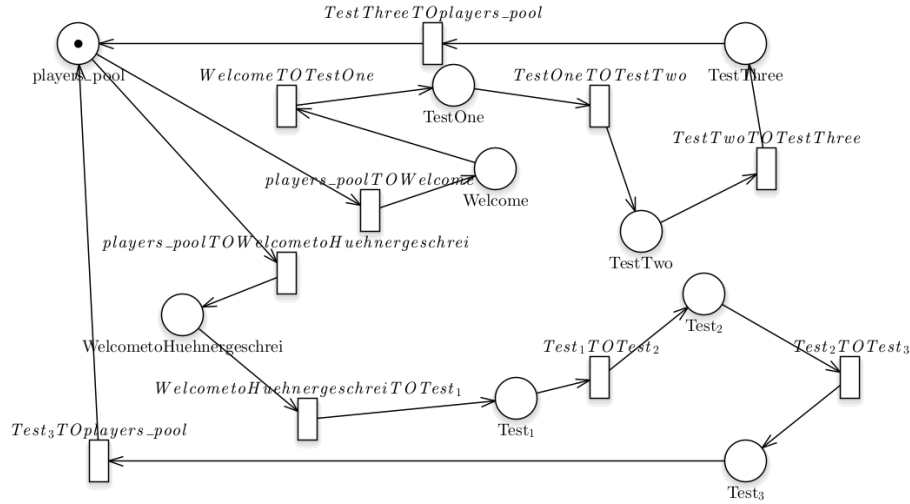 TestThreeTOplayers_pool
players_pool
TestThree
WelcomeTOTestOne
TestOneTOTestTwo
TestOne
TestTwoTOTestThree
players_poolTOWelcome
Welcome
players_poolTOWelcometoHuehnergeschrei
TestTwo
WelcometoHuehnergeschrei
Test₁TOTest₂
Test₂
Test₂TOTest₃
WelcometoHuehnergeschreiTOTest₁
Test₁
Test₃TOplayers_pool
Test₃